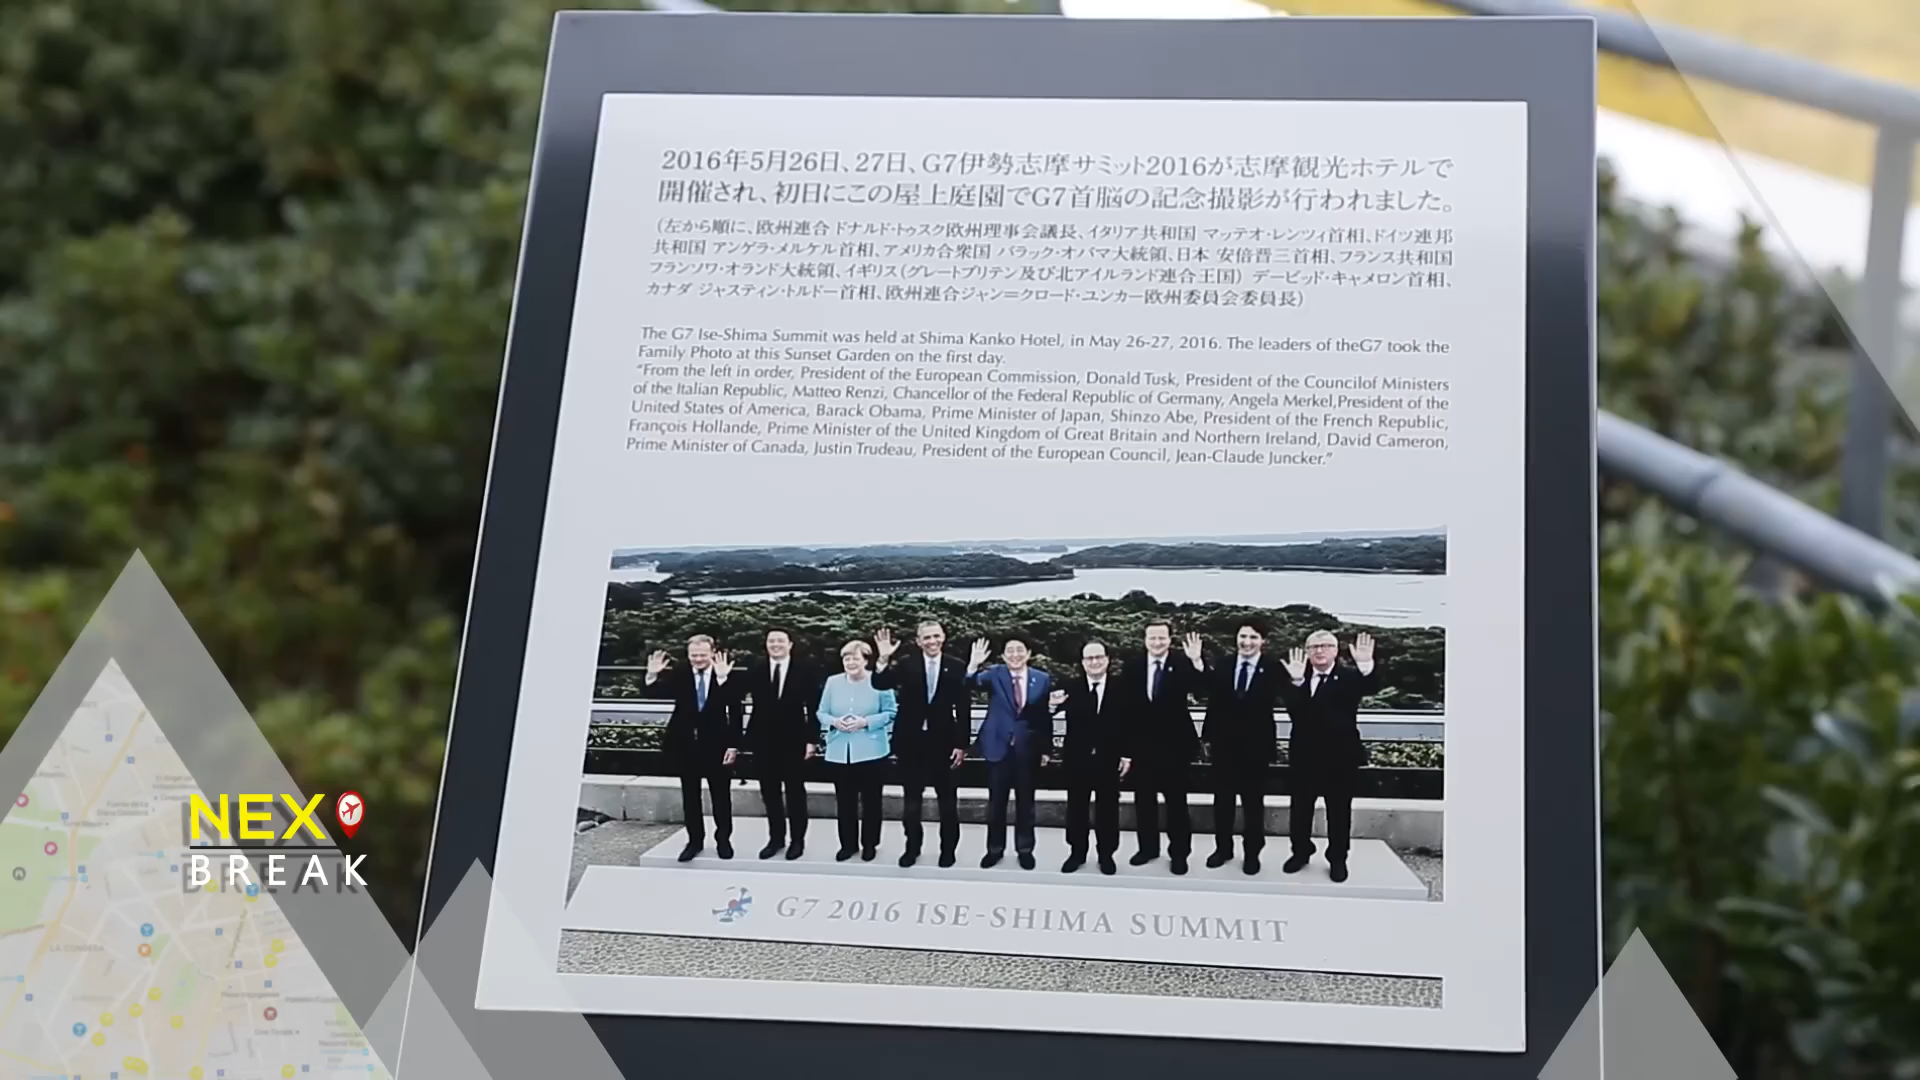 2016年5月26日、27日、G7伊勢志摩サミット2016が志摩観光ホテルで
開催され、初日にこの屋上庭園でG7首脳の記念撮影が行われました。
(左から順に、欧州連合 ドナルド・トゥスク欧州理事会議長、イタリア共和国 マッテオ・レンツィ首相、ドイツ連邦
共和国 アンゲラ・メルケル首相、アメリカ合衆国 バラック・オバマ大統領、日本 安倍晋三首相、フランス共和国
フランソワ・オランド大統領、イギリス(グレートブリテン及び北アイルランド連合王国) デービッド・キャメロン首相、
カナダ ジャスティン・トルドー首相、欧州連合ジャン=クロード・ユンカー欧州委員会委員長)
The G7 Ise-Shima Summit was held at Shima Kanko Hotel, in May 26-27, 2016. The leaders of theG7 took the
Family Photo at this Sunset Garden on the first day.
"From the left in order, President of the European Commission, Donald Tusk, President of the Councilof Ministers
of the Italian Republic, Matteo Renzi, Chancellor of the Federal Republic of Germany, Angela Merkel,President of the
United States of America, Barack Obama, Prime Minister of Japan, Shinzo Abe, President of the French Republic,
François Hollande, Prime Minister of the United Kingdom of Great Britain and Northern Ireland, David Cameron,
Prime Minister of Canada, Justin Trudeau, President of the European Council, Jean-Claude Juncker."
G7 2016 ISE-SHIMA SUMMIT
NEX
BREAK
LA CONDESA